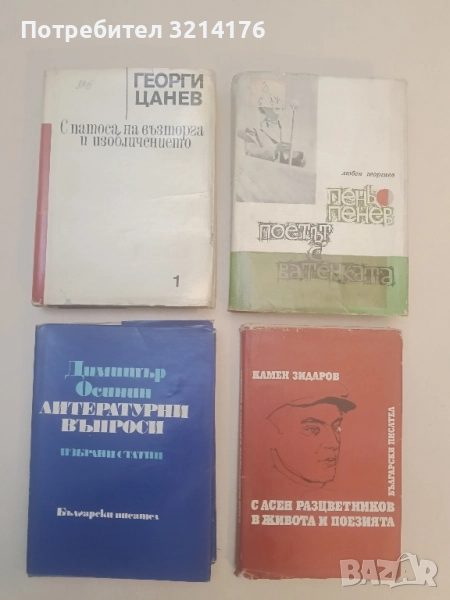 Потребител 3214176
ГЕОРГИ
ЦАНЕВ
С патоса на възторга
и изобличението
1
любен георгиев
ПЕНЬО
ПЕНЕВ
ПОЕТЪТ
С
ВАТЕНКАТА
Димитър
Осинин
ЛИТЕРАТУРНИ
ВЪПРОСИ
ИЗБРАНИ СТАТИИ
Български писател
КАМЕН ЗИДАРОВ
БЪЛГАРСКИ ПИСАТЕЛ
С АСЕН РАЗЦВЕТНИКОВ
В ЖИВОТА И ПОЕЗИЯТА
BAZAR